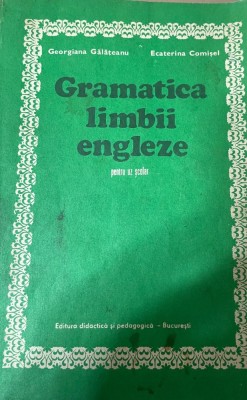 Georgiana Gălăţeanu Ecaterina Comişel
Gramatica
limbii
engleze
pentru uz şcolar
Editura didactică şi pedagogică – Bucureşti